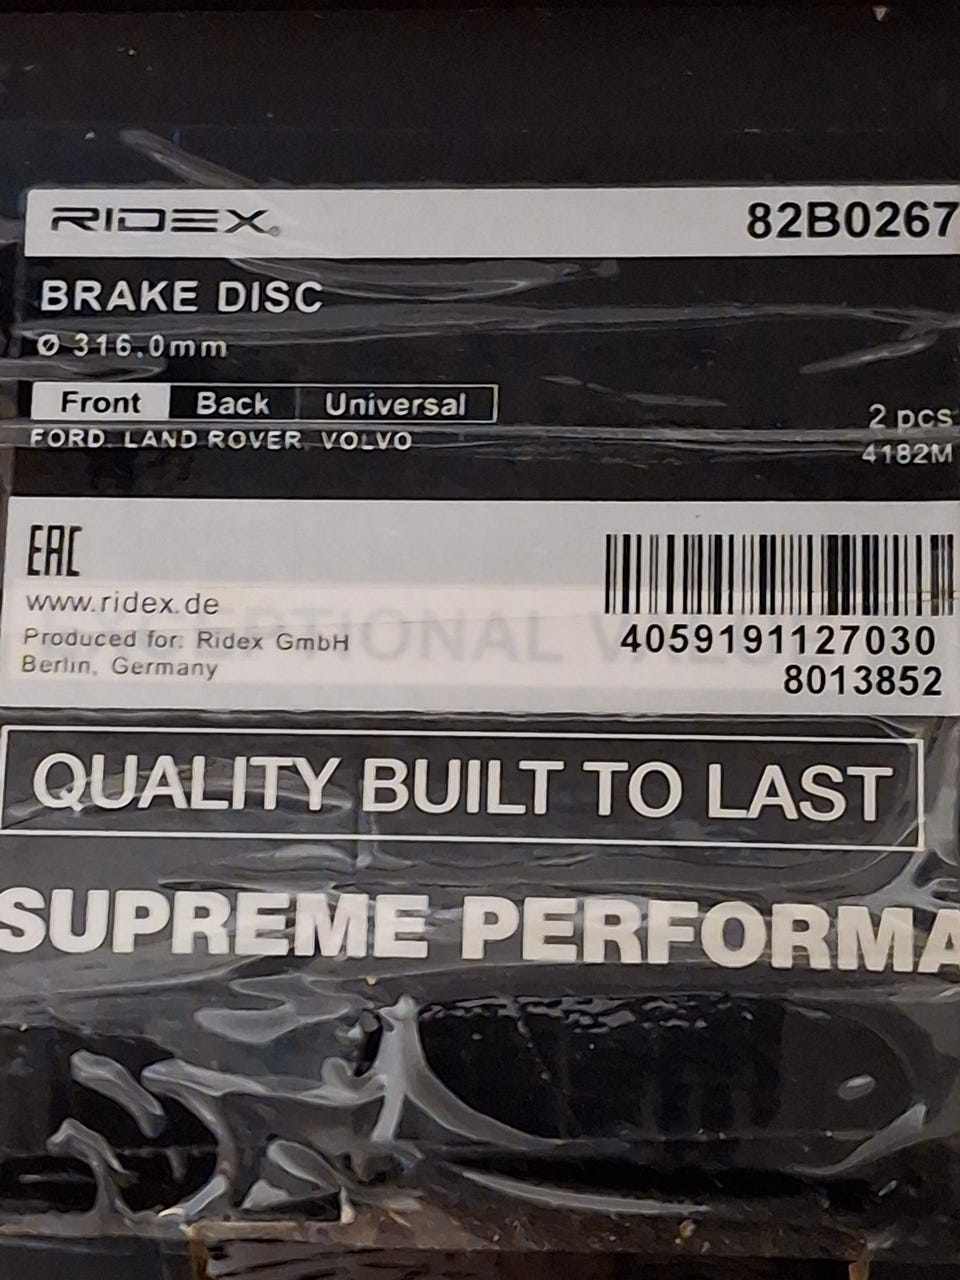 RIDEX
82B0267
BRAKE DISC
Ø 316.0mm
Front Back Universal
FORD LAND ROVER VOLVO
2 pcs
4182M
EAC
www.ridex.de
Produced for: Ridex GmbH
Berlin, Germany
4059191127030
8013852
QUALITY BUILT TO LAST
SUPREME PERFORMA